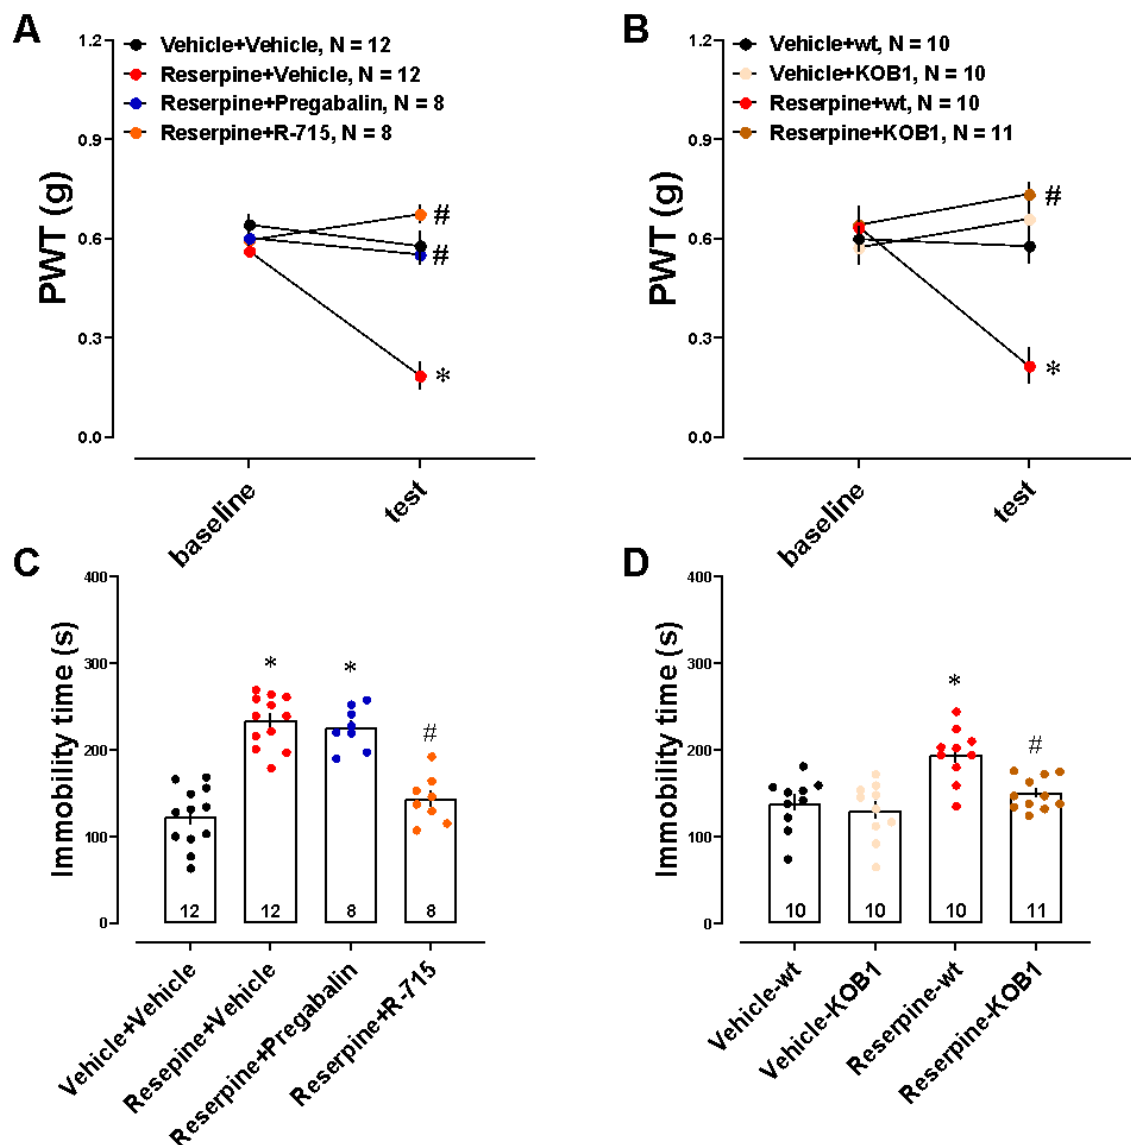 A
PWT (g)
1.2
0.9
0.6
0.3
0.0
Vehicle+Vehicle, N = 12
Reserpine+Vehicle, N = 12
Reserpine+Pregabalin, N = 8
Reserpine+R-715, N = 8
#
#
*
baseline
test
B
PWT (g)
1.2
0.9
0.6
0.3
0.0
Vehicle+wt, N = 10
Vehicle+KOB1, N = 10
Reserpine+wt, N = 10
Reserpine+KOB1, N = 11
#
*
baseline
test
C
Immobility time (s)
400
300
200
100
0
*
*
#
12
12
8
8
Vehicle+Vehicle
Resepine+Vehicle
Reserpine+Pregabalin
Reserpine+R-715
D
Immobility time (s)
400
300
200
100
0
*
#
10
10
10
11
Vehicle-wt
Vehicle-KOB1
Reserpine-wt
Reserpine-KOB1